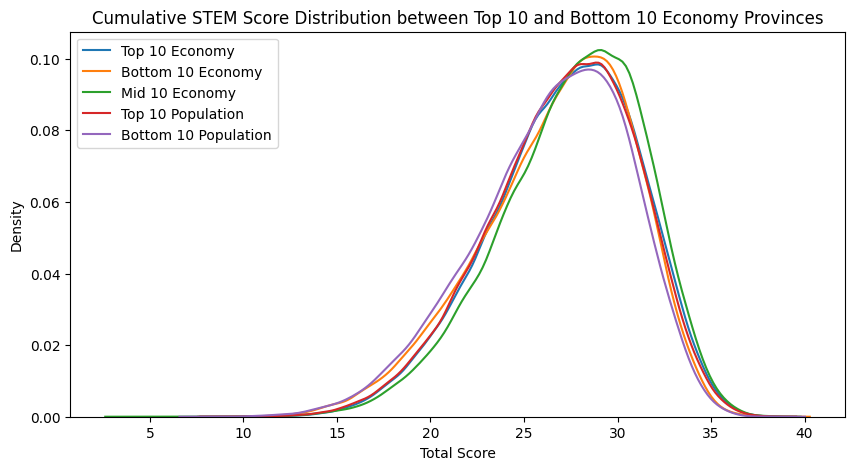 Cumulative STEM Score Distribution between Top 10 and Bottom 10 Economy Provinces
Top 10 Economy
Bottom 10 Economy
Mid 10 Economy
Top 10 Population
Bottom 10 Population
0.10
0.08
0.06
0.04
0.02
0.00
Density
5 10 15 20 25 30 35 40
Total Score